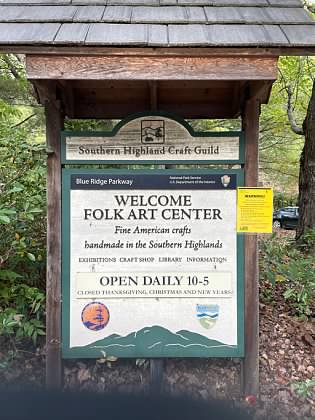 Southern Highland Craft Guild
Blue Ridge Parkway
National Park Service
U.S. Department of the Interior
WELCOME
FOLK ART CENTER
Fine American crafts
handmade in the Southern Highlands
EXHIBITIONS CRAFT SHOP LIBRARY INFORMATION
OPEN DAILY 10-5
CLOSED THANKSGIVING, CHRISTMAS AND NEW YEARS
WARNING